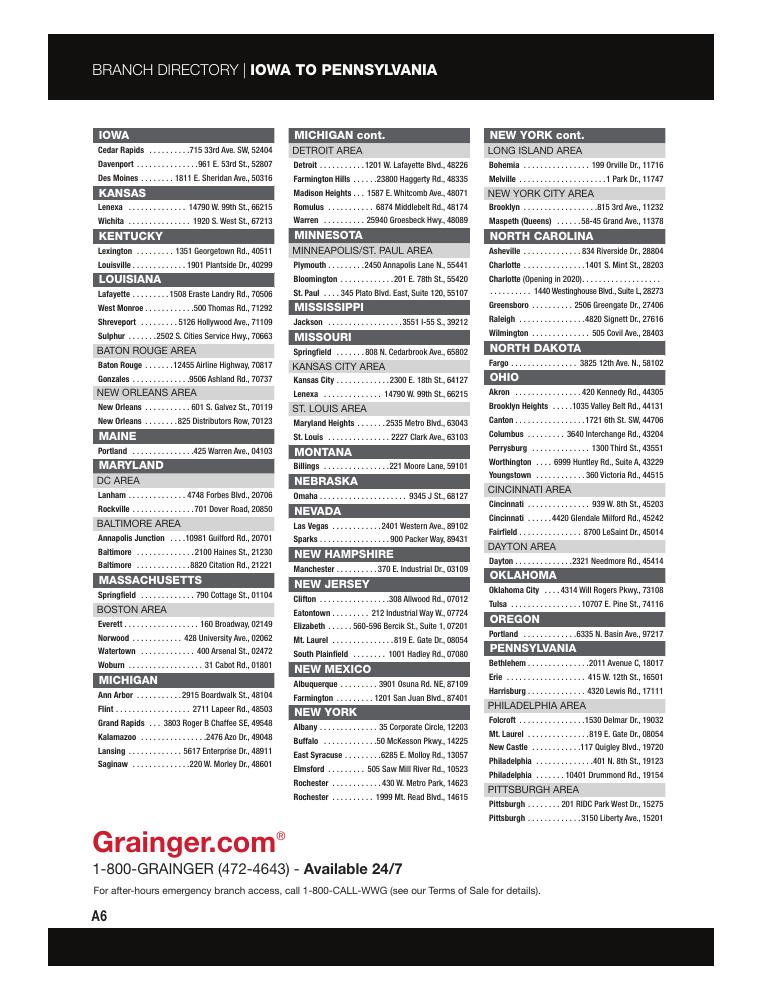 BRANCH DIRECTORY | IOWA TO PENNSYLVANIA
IOWA
Cedar Rapids ..........715 33rd Ave. SW, 52404
Davenport ...............961 E. 53rd St., 52807
Des Moines ........ 1811 E. Sheridan Ave., 50316
KANSAS
Lenexa .............. 14790 W. 99th St., 66215
Wichita ............... 1920 S. West St., 67213
KENTUCKY
Lexington .......... 1351 Georgetown Rd., 40511
Louisville............. 1901 Plantside Dr., 40299
LOUISIANA
Lafayette .........1508 Eraste Landry Rd., 70506
West Monroe ...........500 Thomas Rd., 71292
Shreveport ......... 5126 Hollywood Ave., 71109
Sulphur .......2502 S. Cities Service Hwy., 70663
BATON ROUGE AREA
Baton Rouge .......12455 Airline Highway, 70817
Gonzales .............9506 Ashland Rd., 70737
NEW ORLEANS AREA
New Orleans ........... 601 S. Galvez St., 70119
New Orleans ........825 Distributors Row, 70123
MAINE
Portland ................425 Warren Ave., 04103
MARYLAND
DC AREA
Lanham .............. 4748 Forbes Blvd., 20706
Rockville ...............701 Dover Road, 20850
BALTIMORE AREA
Annapolis Junction ....10981 Guilford Rd., 20701
Baltimore .............2100 Haines St., 21230
Baltimore ............8820 Citation Rd., 21221
MASSACHUSETTS
Springfield ............. 790 Cottage St., 01104
BOSTON AREA
Everett ................. 160 Broadway, 02149
Norwood ........... 428 University Ave., 02062
Watertown ............ 400 Arsenal St., 02472
Woburn .................. 31 Cabot Rd., 01801
MICHIGAN
Ann Arbor ..........2915 Boardwalk St., 48104
Flint .................. 2711 Lapeer Rd., 48503
Grand Rapids ... 3803 Roger B Chaffee SE, 49548
Kalamazoo ................2476 Azo Dr., 49048
Lansing ............ 5617 Enterprise Dr., 48911
Saginaw ..............220 W. Morley Dr., 48601
MICHIGAN cont.
DETROIT AREA
Detroit ...........1201 W. Lafayette Blvd., 48226
Farmington Hills ......23800 Haggerty Rd., 48335
Madison Heights ... 1587 E. Whitcomb Ave., 48071
Romulus ........... 6874 Middlebelt Rd., 48174
Warren .......... 25940 Groesbeck Hwy., 48089
MINNESOTA
MINNEAPOLIS/ST. PAUL AREA
Plymouth .........2450 Annapolis Lane N., 55441
Bloomington ............201 E. 78th St., 55420
St. Paul .... 345 Plato Blvd. East, Suite 120, 55107
MISSISSIPPI
Jackson ..................3551 I-55 S., 39212
MISSOURI
Springfield .......808 N. Cedarbrook Ave., 65802
KANSAS CITY AREA
Kansas City .............2300 E. 18th St., 64127
Lenexa .............. 14790 W. 99th St., 66215
ST. LOUIS AREA
Maryland Heights .......2535 Metro Blvd., 63043
St. Louis .............. 2227 Clark Ave., 63103
MONTANA
Billings .................221 Moore Lane, 59101
NEBRASKA
Omaha ..................... 9345 J St., 68127
NEVADA
Las Vegas .............2401 Western Ave., 89102
Sparks .................900 Packer Way, 89431
NEW HAMPSHIRE
Manchester ..........370 E. Industrial Dr., 03109
NEW JERSEY
Clifton .................308 Allwood Rd., 07012
Eatontown ......... 212 Industrial Way W., 07724
Elizabeth ...... 560-596 Bercik St., Suite 1, 07201
Mt. Laurel ...............819 E. Gate Dr., 08054
South Plainfield ....... 1001 Hadley Rd., 07080
NEW MEXICO
Albuquerque ......... 3901 Osuna Rd. NE, 87109
Farmington .......... 1201 San Juan Blvd., 87401
NEW YORK
Albany ............. 35 Corporate Circle, 12203
Buffalo .............50 McKesson Pkwy., 14225
East Syracuse ........6285 E. Molloy Rd., 13057
Elmsford ......... 505 Saw Mill River Rd., 10523
Rochester ............430 W. Metro Park, 14623
Rochester .......... 1999 Mt. Read Blvd., 14615
NEW YORK cont.
LONG ISLAND AREA
Bohemia ................. 199 Orville Dr., 11716
Melville .....................1 Park Dr., 11747
NEW YORK CITY AREA
Brooklyn ...................815 3rd Ave., 11232
Maspeth (Queens) ......58-45 Grand Ave., 11378
NORTH CAROLINA
Asheville ...............834 Riverside Dr., 28804
Charlotte ..............1401 S. Mint St., 28203
Charlotte (Opening in 2020)...................
.......... 1440 Westinghouse Blvd., Suite L, 28273
Greensboro .......... 2506 Greengate Dr., 27406
Raleigh ................4820 Signett Dr., 27616
Wilmington ............. 505 Covil Ave., 28403
NORTH DAKOTA
Fargo ................. 3825 12th Ave. N., 58102
OHIO
Akron .................420 Kennedy Rd., 44305
Brooklyn Heights .....1035 Valley Belt Rd., 44131
Canton .................1721 6th St. SW, 44706
Columbus ......... 3640 Interchange Rd., 43204
Perrysburg .............. 1300 Third St., 43551
Worthington .... 6999 Huntley Rd., Suite A, 43229
Youngstown ............360 Victoria Rd., 44515
CINCINNATI AREA
Cincinnati ............... 939 W. 8th St., 45203
Cincinnati ......4420 Glendale Milford Rd., 45242
Fairfield ............... 8700 LeSaint Dr., 45014
DAYTON AREA
Dayton ...............2321 Needmore Rd., 45414
OKLAHOMA
Oklahoma City ....4314 Will Rogers Pkwy., 73108
Tulsa .................. 10707 E. Pine St., 74116
OREGON
Portland ..............6335 N. Basin Ave., 97217
PENNSYLVANIA
Bethlehem ...............2011 Avenue C, 18017
Erie .................... 415 W. 12th St., 16501
Harrisburg ............... 4320 Lewis Rd., 17111
PHILADELPHIA AREA
Folcroft ................1530 Delmar Dr., 19032
Mt. Laurel ...............819 E. Gate Dr., 08054
New Castle ............117 Quigley Blvd., 19720
Philadelphia ..............401 N. 8th St., 19123
Philadelphia ....... 10401 Drummond Rd., 19154
PITTSBURGH AREA
Pittsburgh ........ 201 RIDC Park West Dr., 15275
Pittsburgh .............3150 Liberty Ave., 15201
Grainger.com®
1-800-GRAINGER (472-4643) - Available 24/7
For after-hours emergency branch access, call 1-800-CALL-WWG (see our Terms of Sale for details).
A6